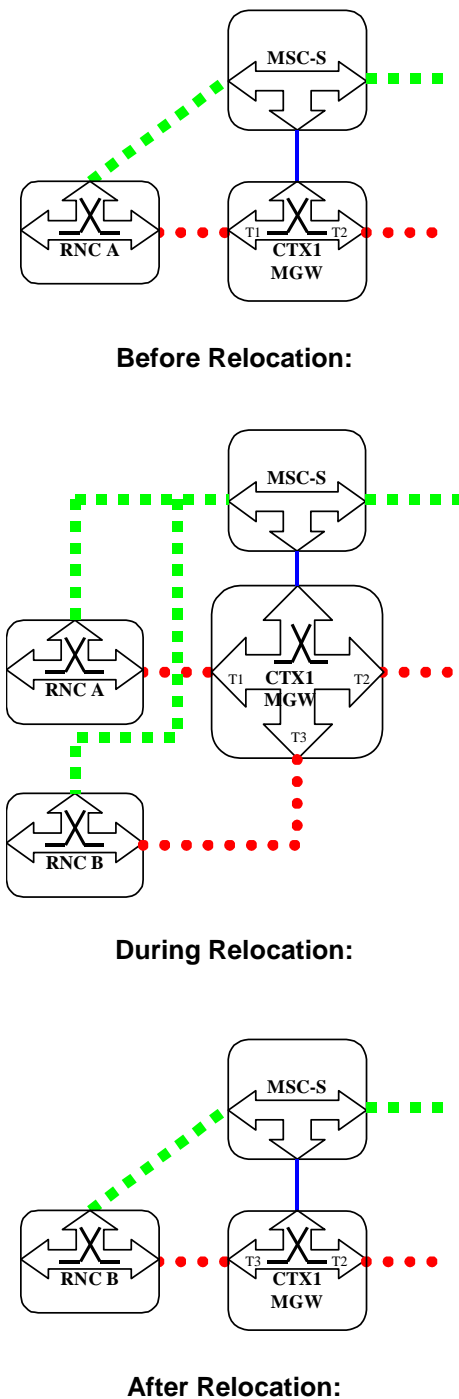 MSC-S
RNC A
T1
T2
CTX1
MGW
Before Relocation:
MSC-S
RNC A
T1
CTX1
T2
MGW
T3
RNC B
During Relocation:
MSC-S
RNC B
T3
T2
CTX1
MGW
After Relocation: